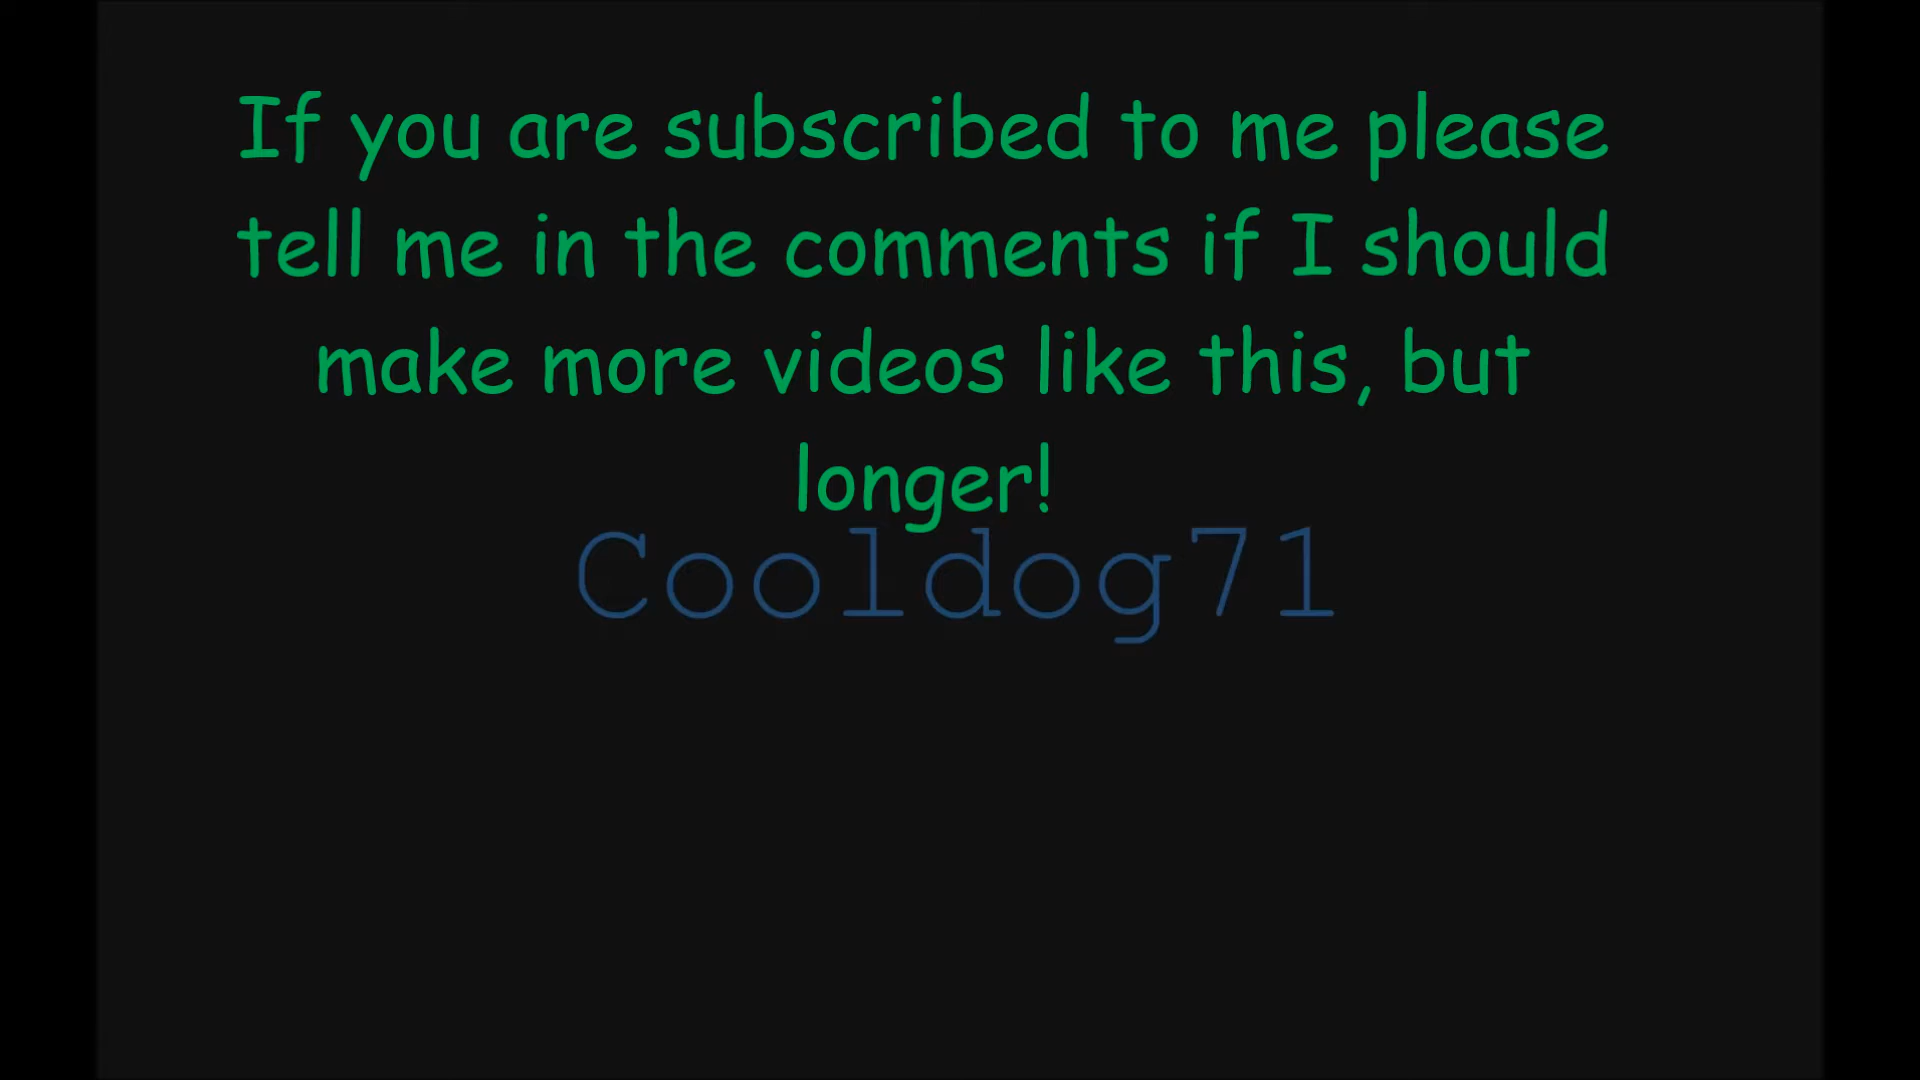 If you are subscribed to me please
tell me in the comments if I should
make more videos like this, but
longer!
Cooldog71